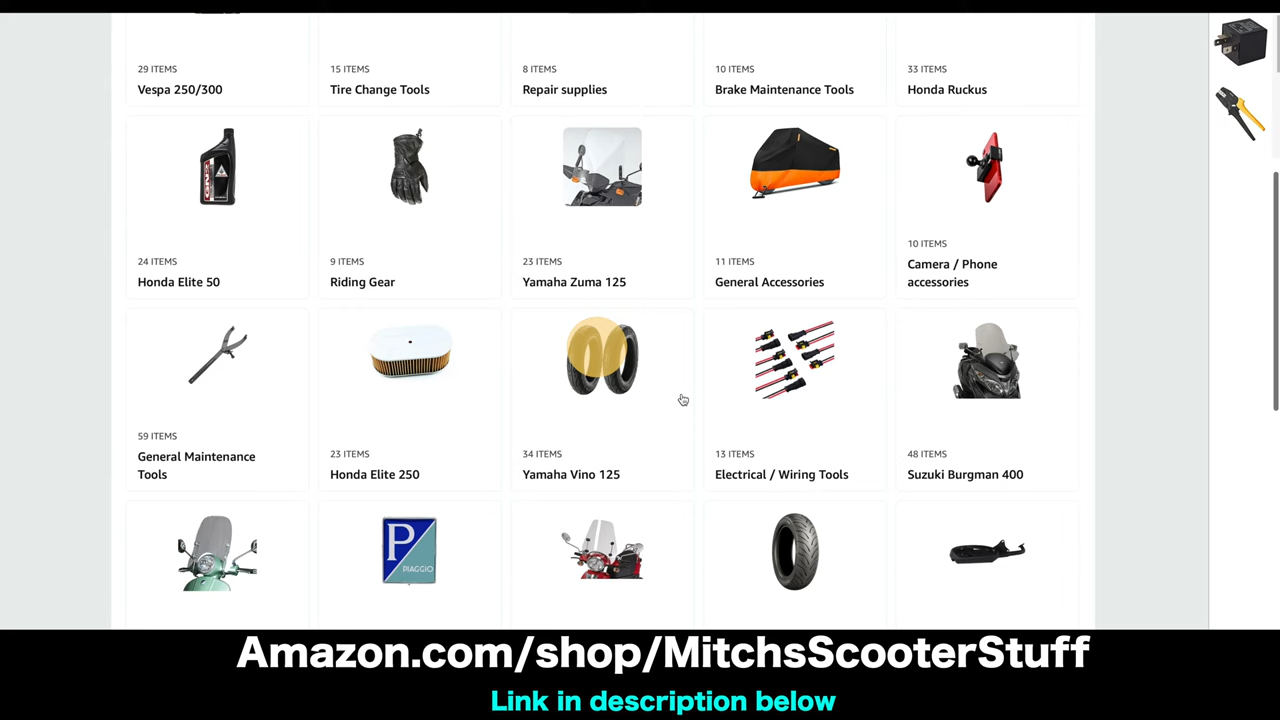 29 ITEMS
Vespa 250/300
15 ITEMS
Tire Change Tools
8 ITEMS
Repair supplies
10 ITEMS
Brake Maintenance Tools
33 ITEMS
Honda Ruckus
24 ITEMS
Honda Elite 50
9 ITEMS
Riding Gear
23 ITEMS
Yamaha Zuma 125
11 ITEMS
General Accessories
10 ITEMS
Camera / Phone
accessories
59 ITEMS
General Maintenance
Tools
23 ITEMS
Honda Elite 250
34 ITEMS
Yamaha Vino 125
13 ITEMS
Electrical / Wiring Tools
48 ITEMS
Suzuki Burgman 400
P
PIAGGIO
Amazon.com/shop/MitchsScooterStuff
Link in description below